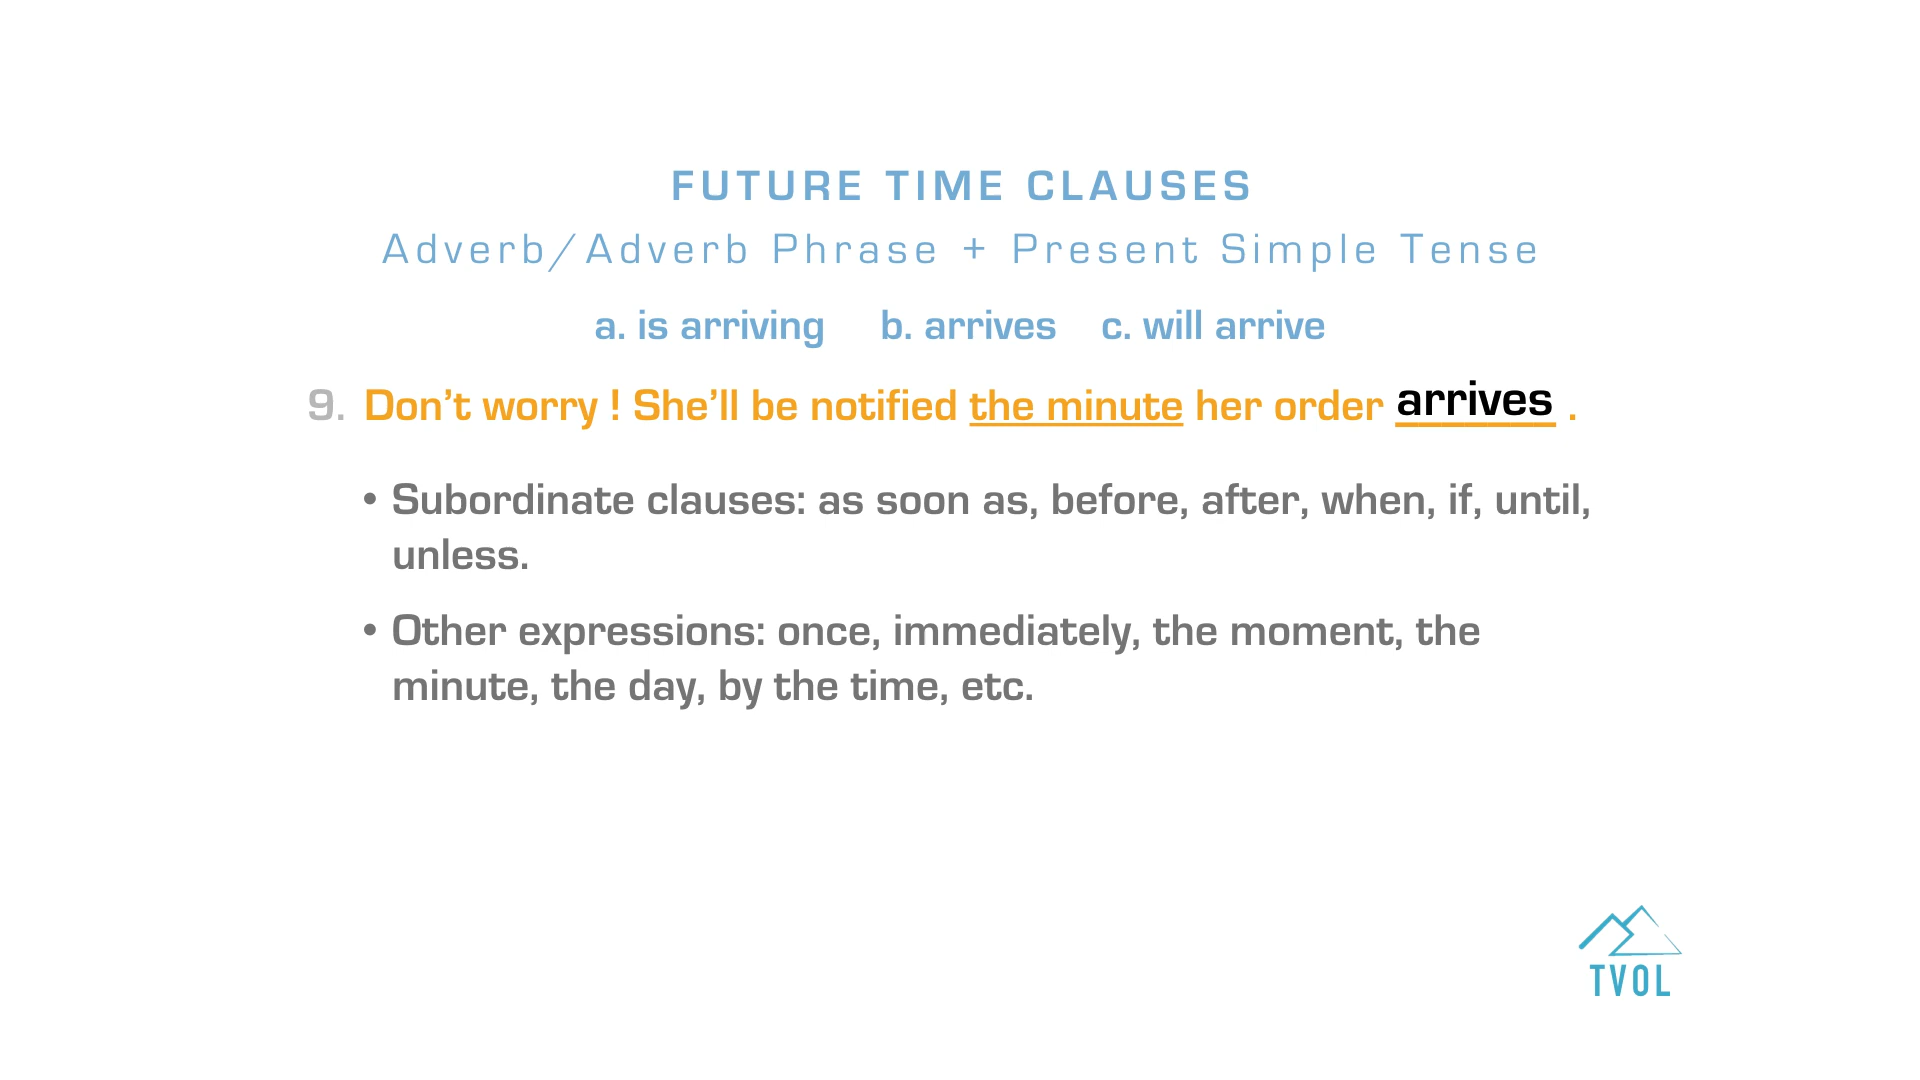 FUTURE TIME CLAUSES
Adverb/Adverb Phrase + Present Simple Tense
a. is arriving b. arrives c. will arrive
9. Don’t worry ! She’ll be notified the minute her order arrives .
• Subordinate clauses: as soon as, before, after, when, if, until,
unless.
• Other expressions: once, immediately, the moment, the
minute, the day, by the time, etc.
TVOL